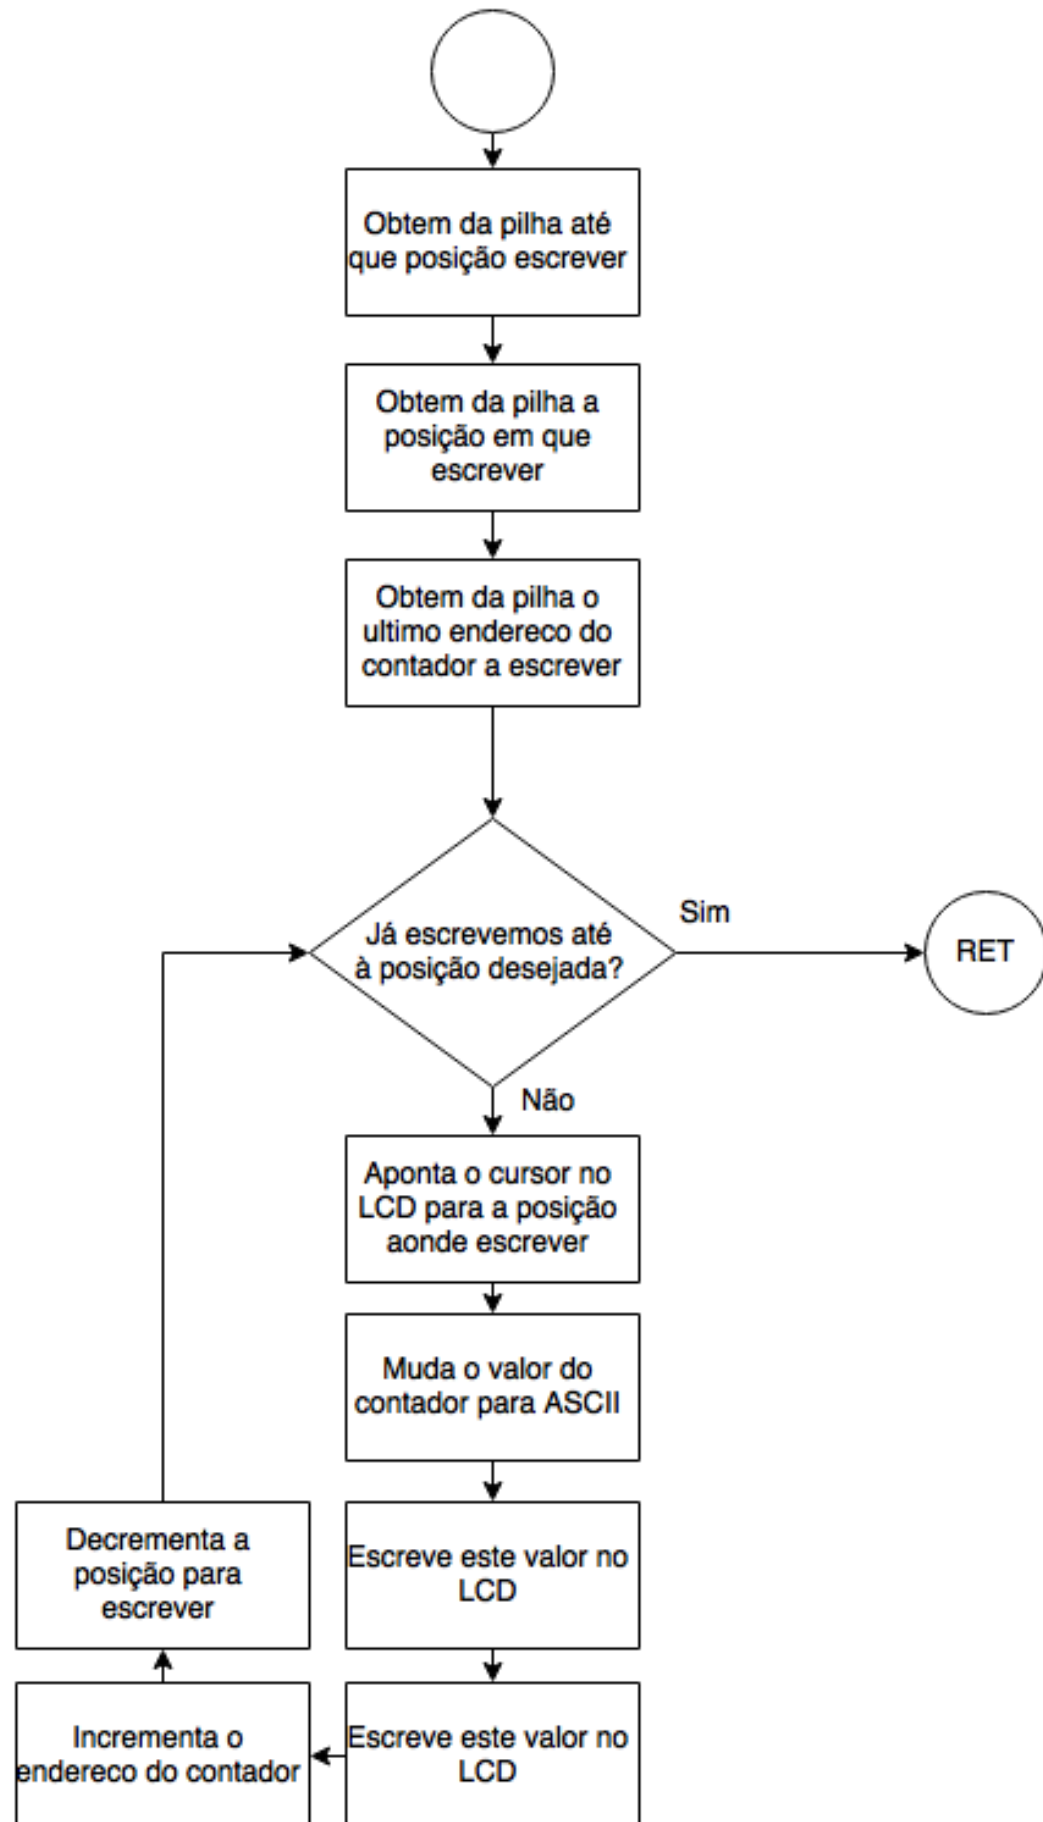 Obtem da pilha até
que posição escrever
Obtem da pilha a
posição em que
escrever
Obtem da pilha o
ultimo endereco do
contador a escrever
Já escrevemos até
à posição desejada?
Sim
RET
Não
Aponta o cursor no
LCD para a posição
aonde escrever
Muda o valor do
contador para ASCII
Escreve este valor no
LCD
Escreve este valor no
LCD
Incrementa o
endereco do contador
Decrementa a
posição para
escrever